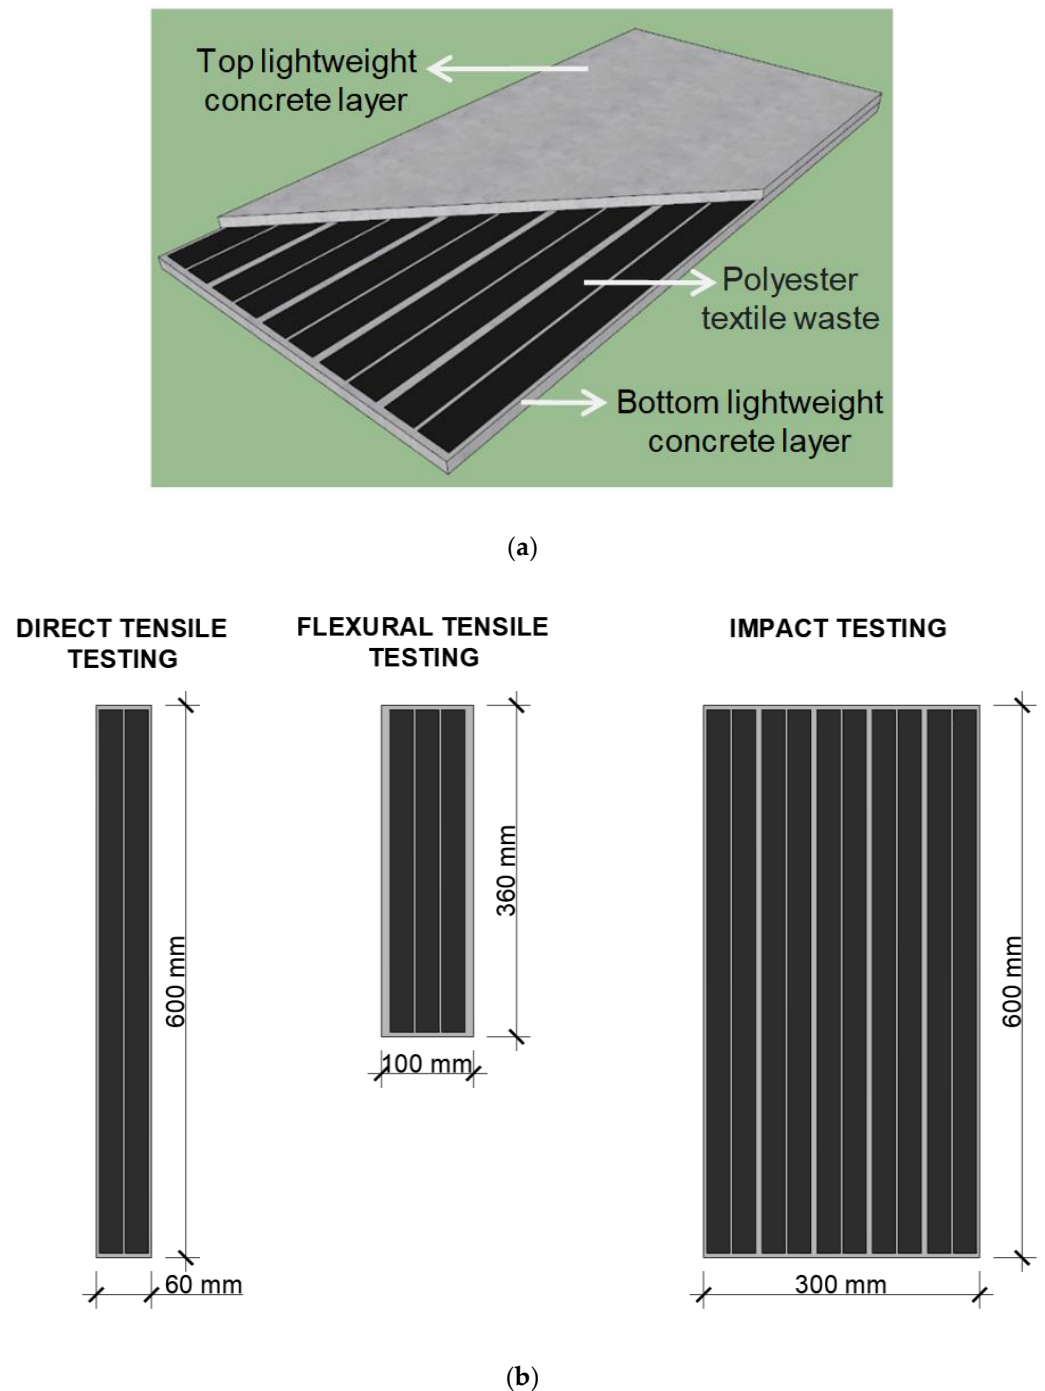 Top lightweight
concrete layer
Polyester
textile waste
Bottom lightweight
concrete layer
(a)
DIRECT TENSILE
TESTING
FLEXURAL TENSILE
TESTING
IMPACT TESTING
600 mm
60 mm
360 mm
100 mm
600 mm
300 mm
(b)